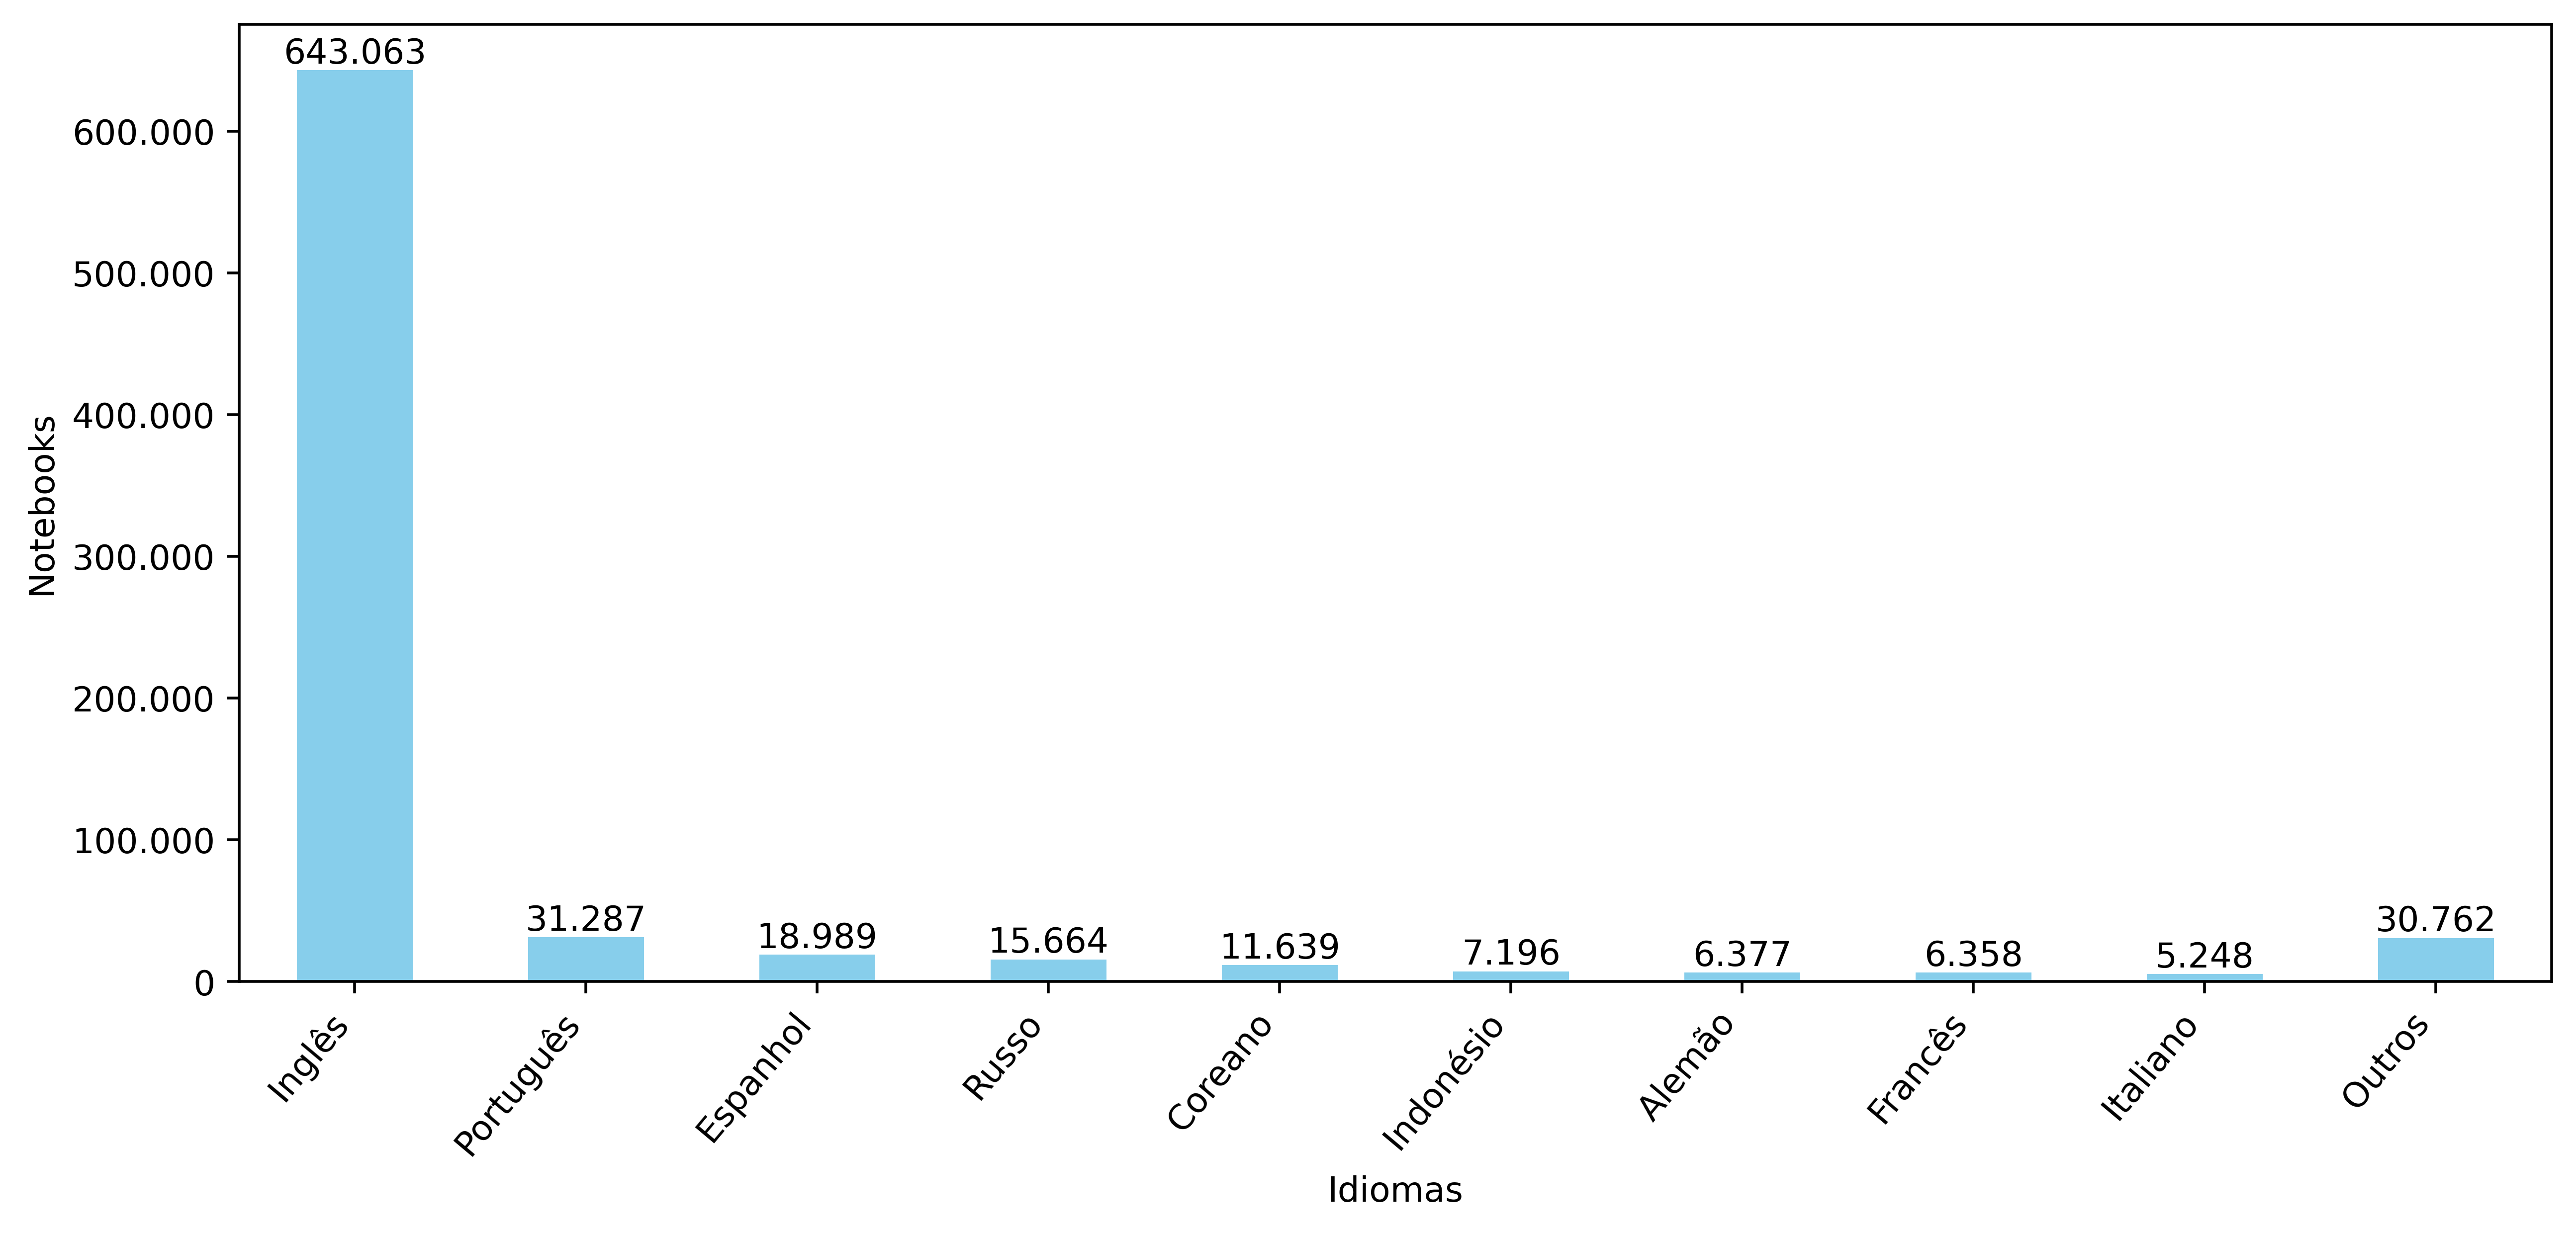 643.063
600.000
500.000
400.000
300.000
200.000
100.000
0
Notebooks
31.287
18.989
15.664
11.639
7.196
6.377
6.358
5.248
30.762
Inglês
Português
Espanhol
Russo
Coreano
Indonésio
Alemão
Francês
Italiano
Outros
Idiomas